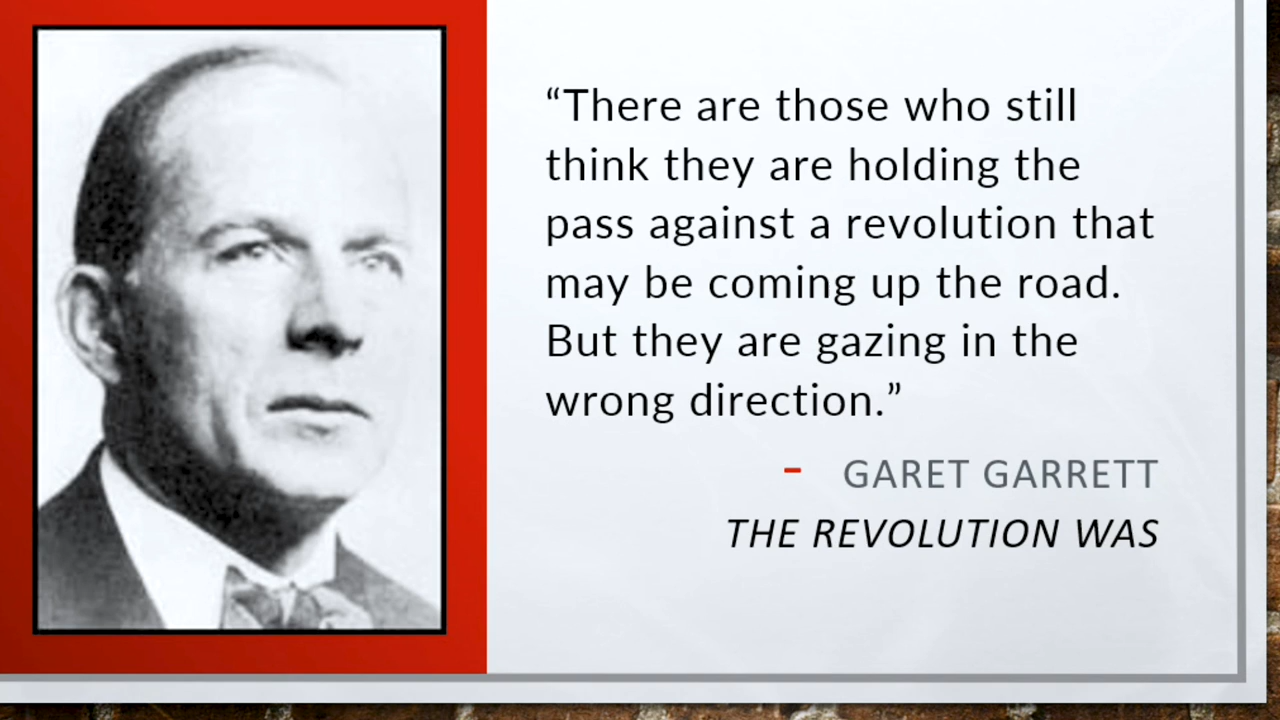 “There are those who still
think they are holding the
pass against a revolution that
may be coming up the road.
But they are gazing in the
wrong direction.”
- GARET GARRETT
THE REVOLUTION WAS